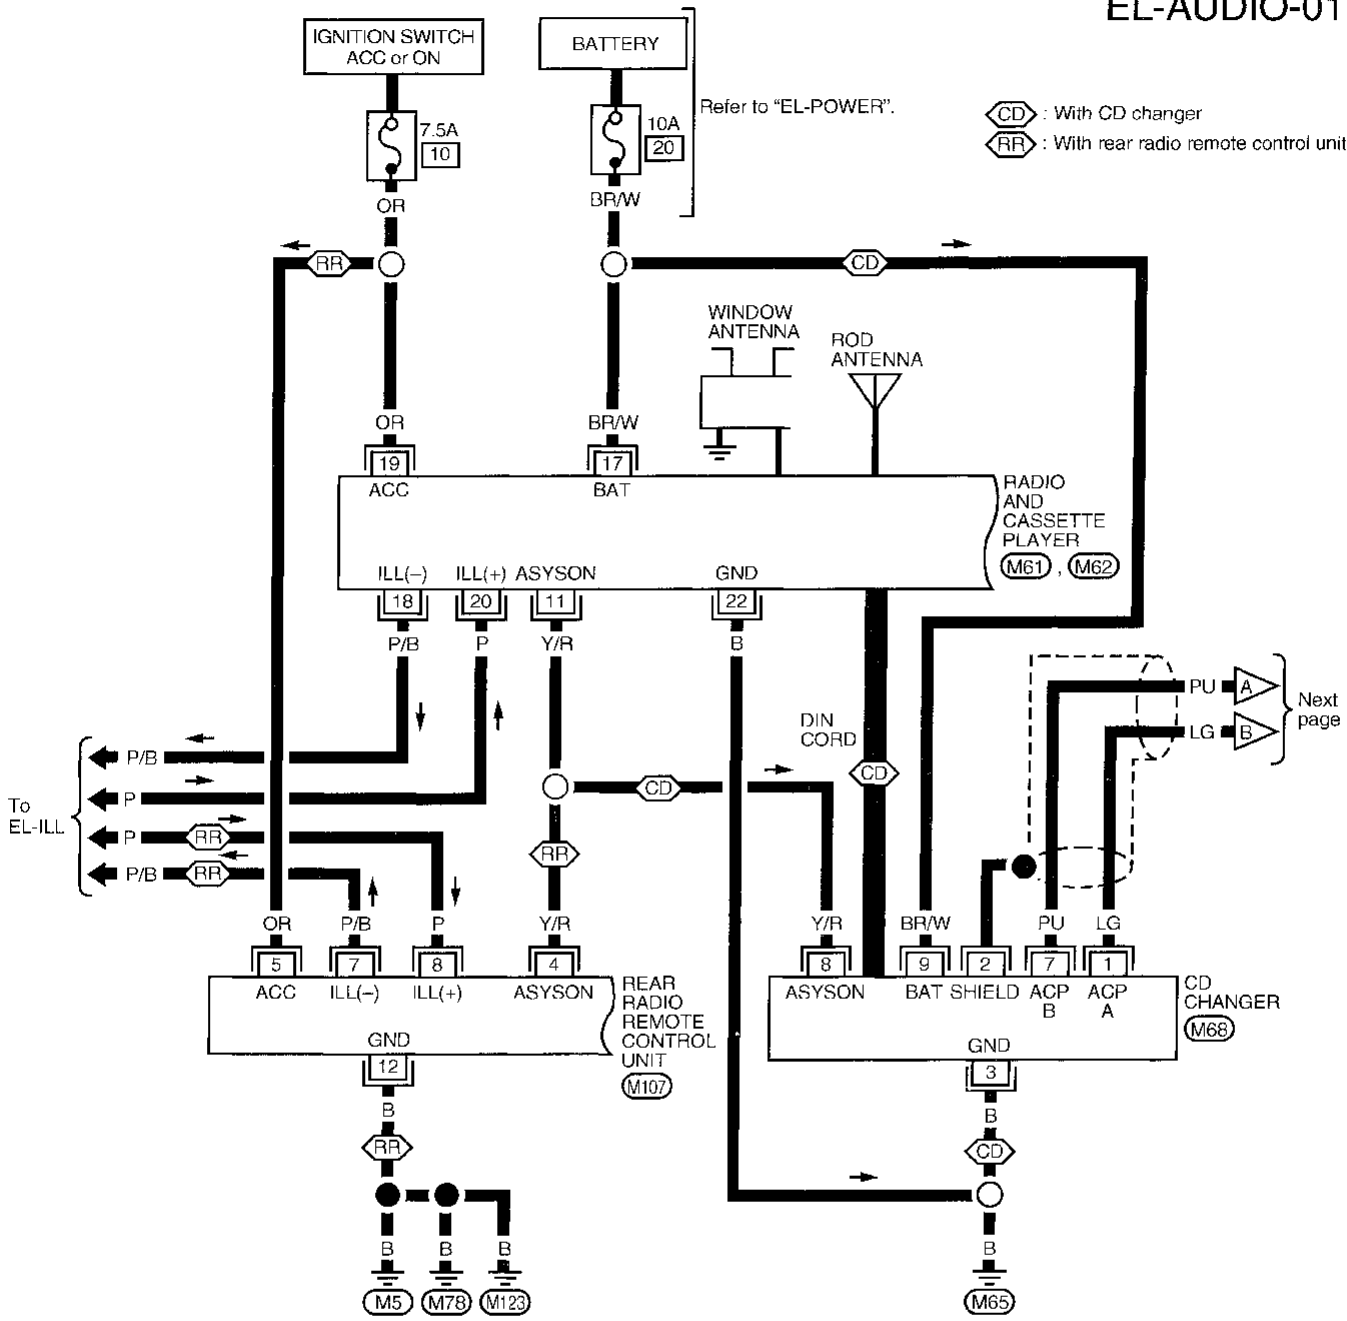 EL-AUDIO-01
IGNITION SWITCH
ACC or ON
BATTERY
Refer to "EL-POWER".
CD : With CD changer
RR : With rear radio remote control unit
7.5A
10
10A
20
OR
BR/W
RR
CD
WINDOW
ANTENNA
ROD
ANTENNA
OR
BR/W
19
17
ACC
BAT
RADIO
AND
CASSETTE
PLAYER
M61 , M62
ILL(–)
ILL(+)
ASYSON
GND
18
20
11
22
P/B
P
Y/R
B
PU
A
LG
B
Next
page
DIN
CORD
CD
To
EL-ILL
P/B
P
CD
P
RR
P/B
RR
RR
OR
P/B
P
Y/R
Y/R
BR/W
PU
LG
5
7
8
4
8
9
2
7
1
ACC
ILL(–)
ILL(+)
ASYSON
REAR
RADIO
REMOTE
CONTROL
UNIT
M107
ASYSON
BAT
SHIELD
ACP
B
ACP
A
CD
CHANGER
M68
GND
12
GND
3
B
RR
B
CD
B
B
B
B
M5
M78
M123
M65